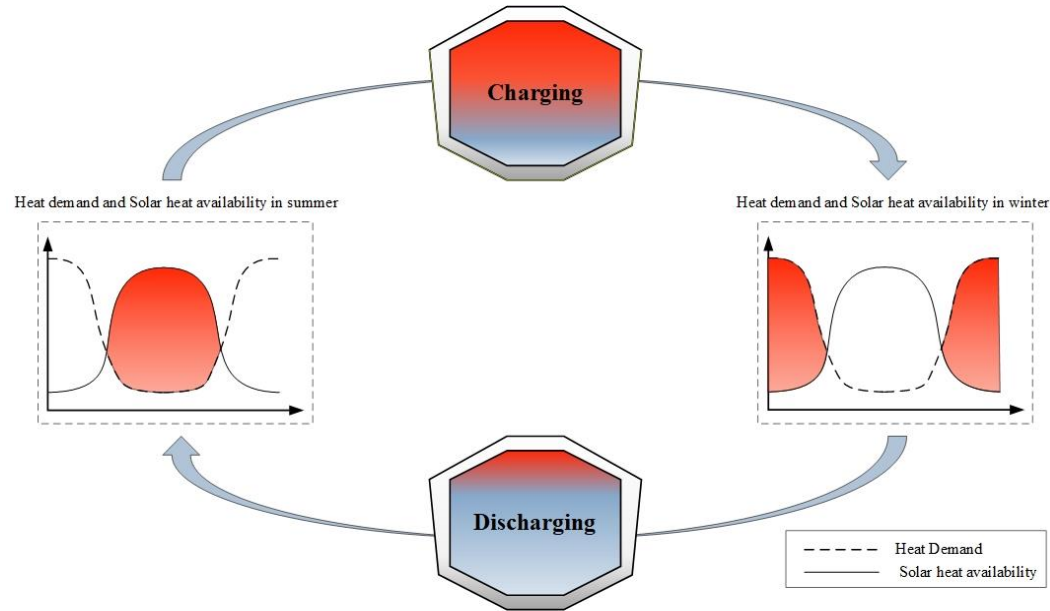 Charging
Heat demand and Solar heat availability in summer
Heat demand and Solar heat availability in winter
Discharging
Heat Demand
Solar heat availability